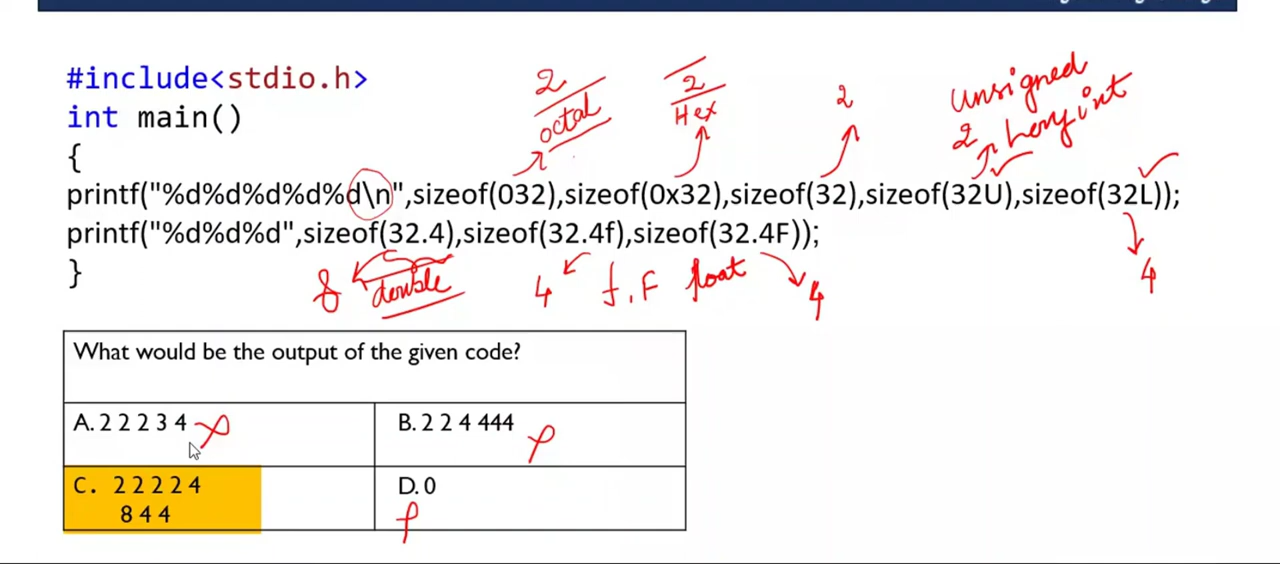 #include<stdio.h>
int main()
{
printf("%d%d%d%d%d\n",sizeof(032),sizeof(0x32),sizeof(32),sizeof(32U),sizeof(32L));
printf("%d%d%d",sizeof(32.4),sizeof(32.4f),sizeof(32.4F));
}
2
octal
2
Hex
2
unsigned
2 int
4
8 double
4 f,F float
4
What would be the output of the given code?
A. 2 2 2 3 4
B. 2 2 4 444
C. 2 2 2 2 4
8 4 4
D. 0